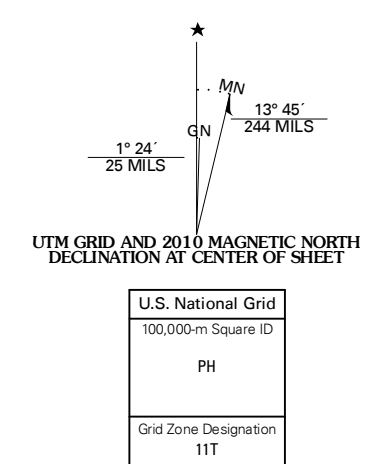 MN
13° 45´
244 MILS
GN
1° 24´
25 MILS
UTM GRID AND 2010 MAGNETIC NORTH
DECLINATION AT CENTER OF SHEET
U.S. National Grid
100,000-m Square ID
PH
Grid Zone Designation
11T